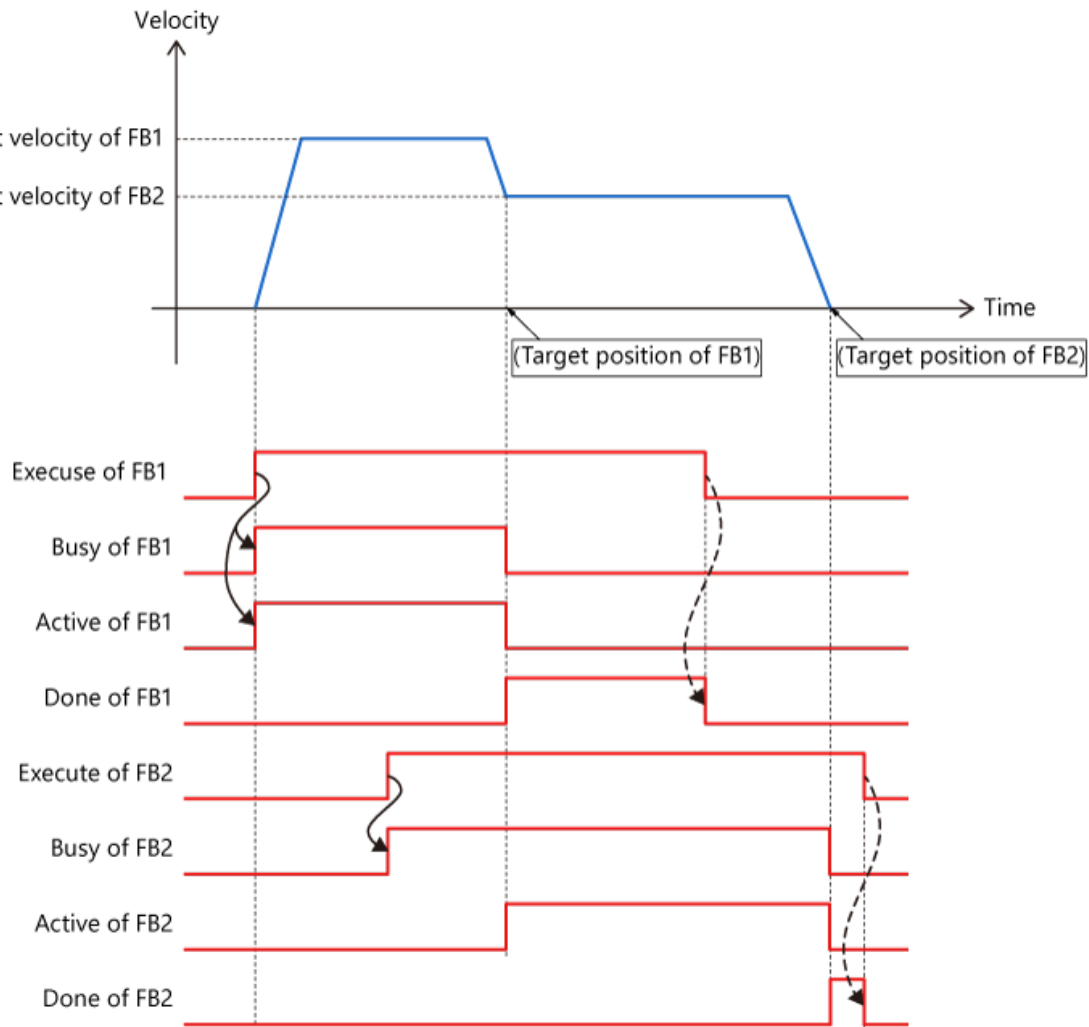 Velocity
t velocity of FB1
t velocity of FB2
Time
(Target position of FB1)
(Target position of FB2)
Execuse of FB1
Busy of FB1
Active of FB1
Done of FB1
Execute of FB2
Busy of FB2
Active of FB2
Done of FB2